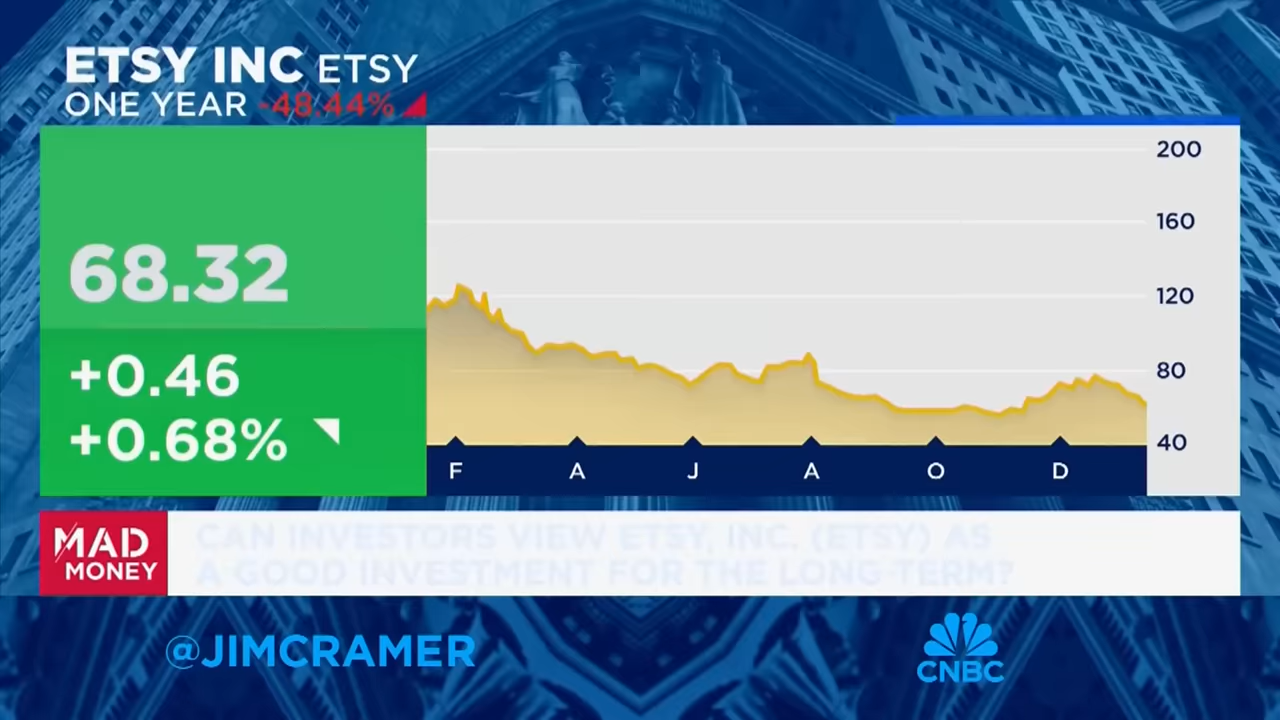 ETSY INC ETSY
ONE YEAR -48.44%
68.32
+0.46
+0.68%
200
160
120
80
40
F A J A O D
MAD
MONEY
CAN INVESTORS VIEW ETSY, INC. (ETSY) AS
A GOOD INVESTMENT FOR THE LONG-TERM?
@JIMCRAMER
CNBC